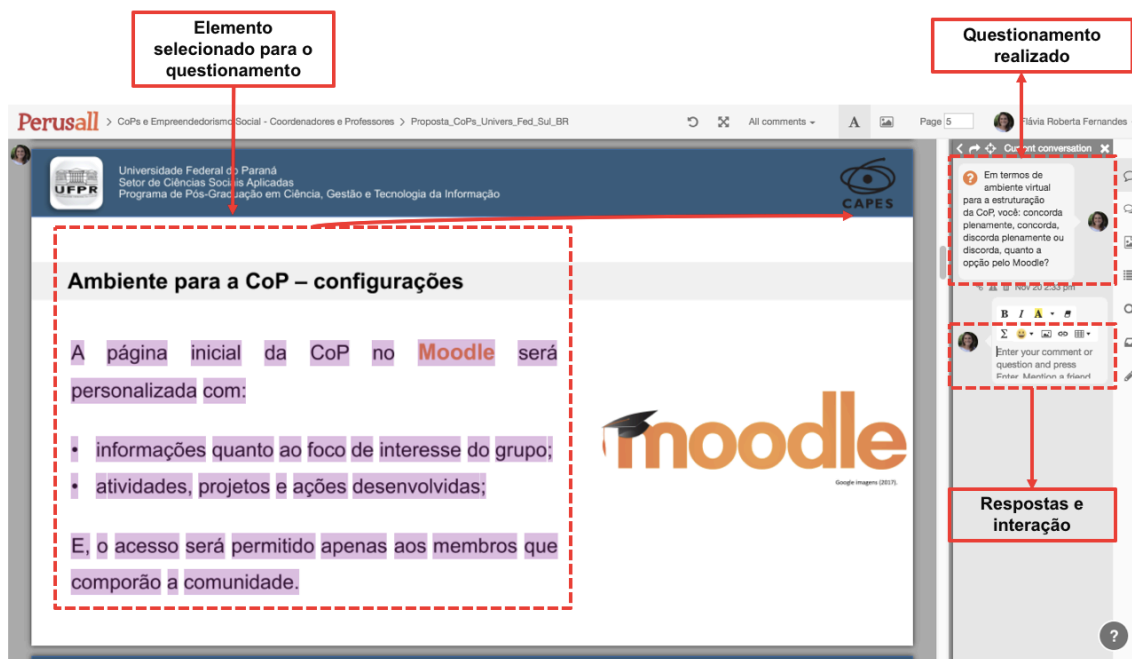 Elemento
selecionado para o
questionamento
Questionamento
realizado
Perusall > CoPs e Empreendedorismo Social - Coordenadores e Professores > Proposta_CoPs_Univers_Fed_Sul_BR
All comments
A
Page 5
Flávia Roberta Fernandes
Current conversation
UFPR
Universidade Federal do Paraná
Setor de Ciências Sociais Aplicadas
Programa de Pós-Graduação em Ciência, Gestão e Tecnologia da Informação
CAPES
? Em termos de
ambiente virtual
para a estruturação
da CoP, você: concorda
plenamente, concorda,
discorda plenamente ou
discorda, quanto a
opção pelo Moodle?
Nov 20 2:33 pm
B I A
Σ
Enter your comment or
question and press
Enter. Mention a friend
Ambiente para a CoP – configurações
A página inicial da CoP no Moodle será
personalizada com:
• informações quanto ao foco de interesse do grupo;
• atividades, projetos e ações desenvolvidas;
E, o acesso será permitido apenas aos membros que
comporão a comunidade.
moodle
Google imagens (2017).
Respostas e
interação
?